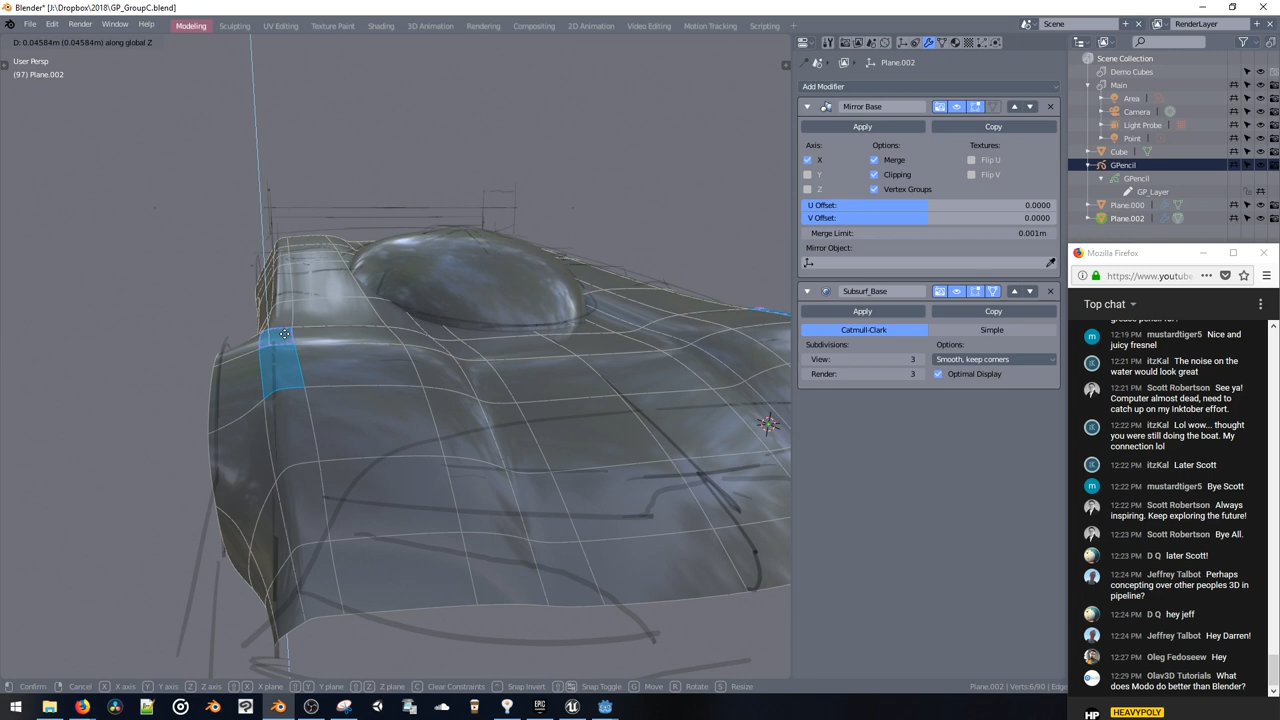 Blender* [J:\Dropbox\2018\GP_GroupC.blend]
File Edit Render Window Help Modeling Sculpting UV Editing Texture Paint Shading 3D Animation Rendering Compositing 2D Animation Motion Tracking Scripting Scene RenderLayer
D: 0.04584m (0.04584m) along global Z
User Persp
(97) Plane.002
Plane.002
Add Modifier
Mirror Base
Apply Copy
Axis: Options: Textures:
X Merge Flip U
Y Clipping Flip V
Z Vertex Groups
U Offset: 0.0000
V Offset: 0.0000
Merge Limit: 0.001m
Mirror Object:
Subsurf_Base
Apply Copy
Catmull-Clark Simple
Subdivisions: Options:
View: 3 Smooth, keep corners
Render: 3 Optimal Display
Scene Collection
Demo Cubes
Main
Area
Camera
Light Probe
Point
Cube
GPencil
GPencil
GP_Layer
Plane.000
Plane.002
Mozilla Firefox
https://www.youtube
Top chat
12:19 PM mustardtiger5 Nice and
juicy fresnel
12:21 PM itzKal The noise on the
water would look great
12:21 PM Scott Robertson See ya!
Computer almost dead, need to
catch up on my Inktober effort.
12:22 PM itzKal Lol wow... thought
you were still doing the boat. My
connection lol
12:22 PM itzKal Later Scott
12:22 PM mustardtiger5 Bye Scott
12:22 PM Scott Robertson Always
inspiring. Keep exploring the future!
12:23 PM Scott Robertson Bye All.
12:23 PM D Q later Scott!
12:24 PM Jeffrey Talbot Perhaps
concepting over other peoples 3D in
pipeline?
12:24 PM D Q hey jeff
12:24 PM Jeffrey Talbot Hey Darren!
12:27 PM Oleg Fedoseew Hey
12:29 PM Olav3D Tutorials What
does Modo do better than Blender?
HP HEAVYPOLY
Confirm Cancel X X axis Y Y axis Z Z axis X X plane Y Y plane Z Z plane C Clear Constraints Snap Invert Snap Toggle G Move R Rotate S Resize
Plane.002 | Verts:6/90 | Edges